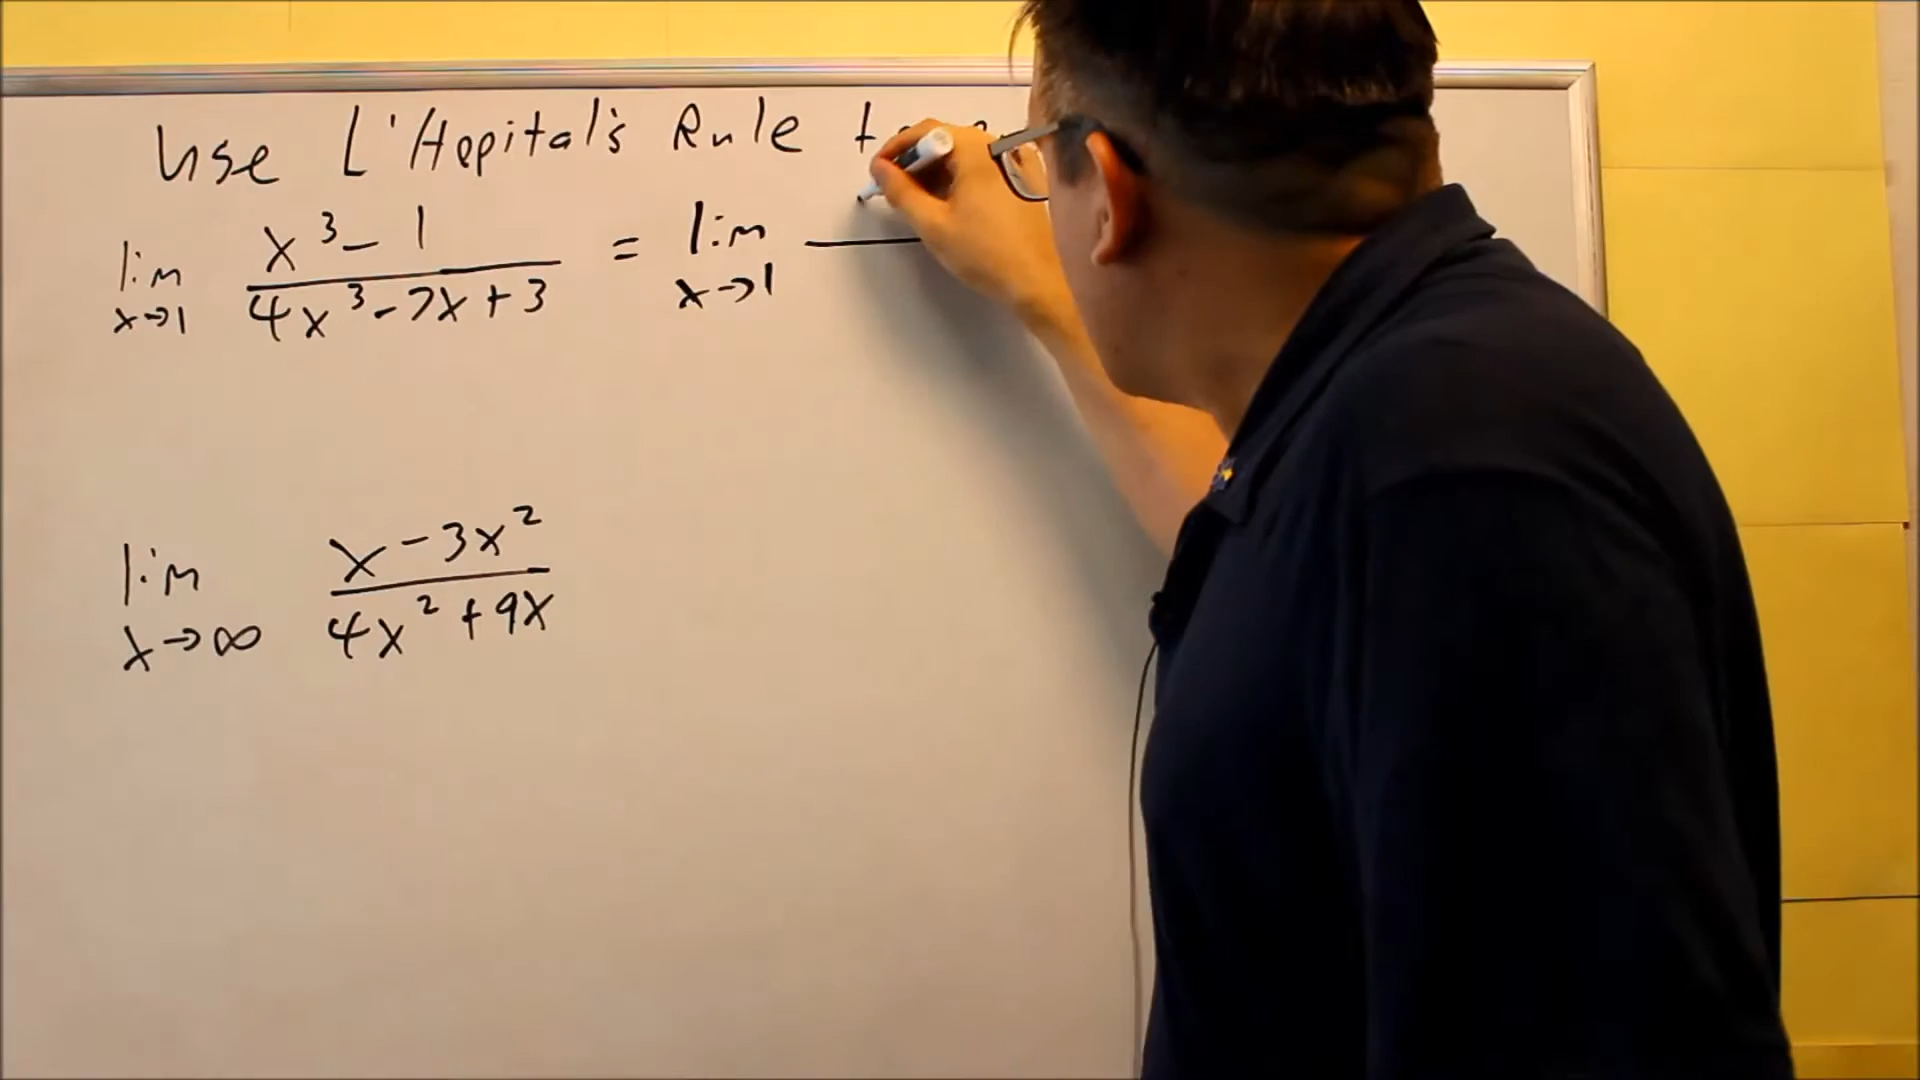 Use L'Hopital's Rule
lim x→1 (x³ - 1)/(4x³ - 7x + 3) = lim x→1
lim x→∞ (x - 3x²)/(4x² + 9x)